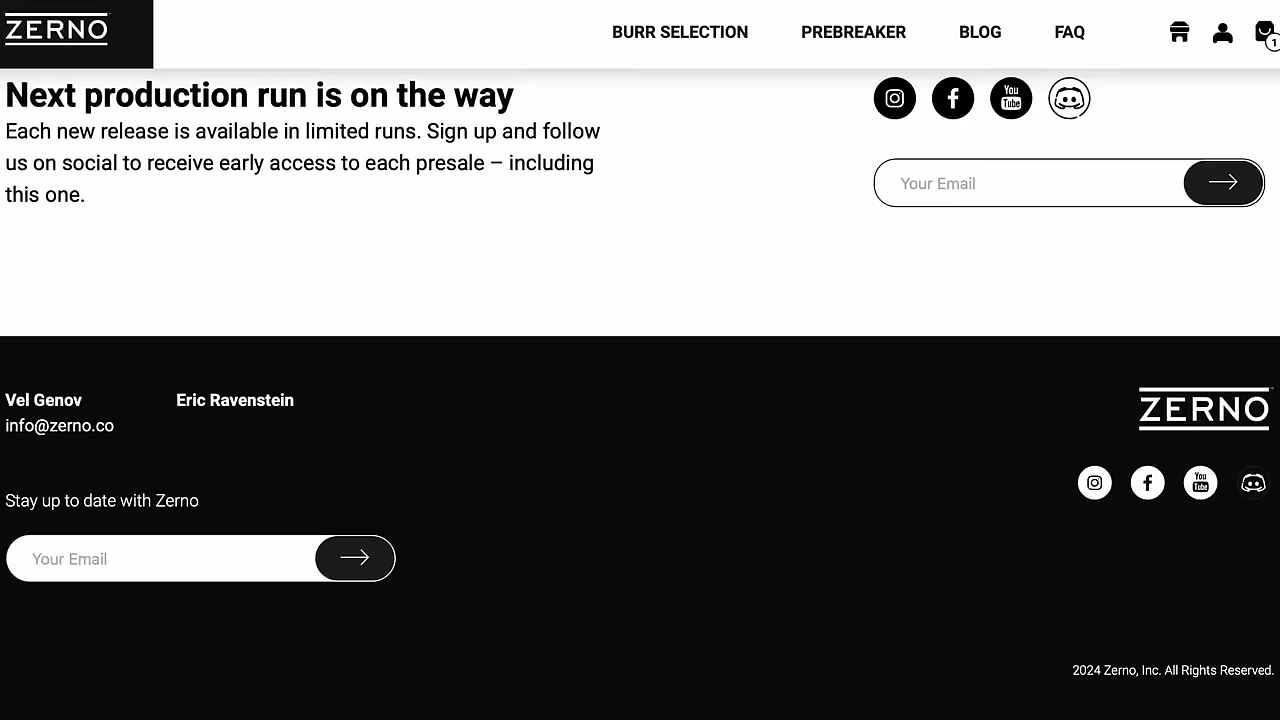 ZERNO
BURR SELECTION PREBREAKER BLOG FAQ
1
Next production run is on the way
Each new release is available in limited runs. Sign up and follow
us on social to receive early access to each presale – including
this one.
You
Tube
Your Email
Vel Genov Eric Ravenstein
info@zerno.co
ZERNO
You
Tube
Stay up to date with Zerno
Your Email
2024 Zerno, Inc. All Rights Reserved.